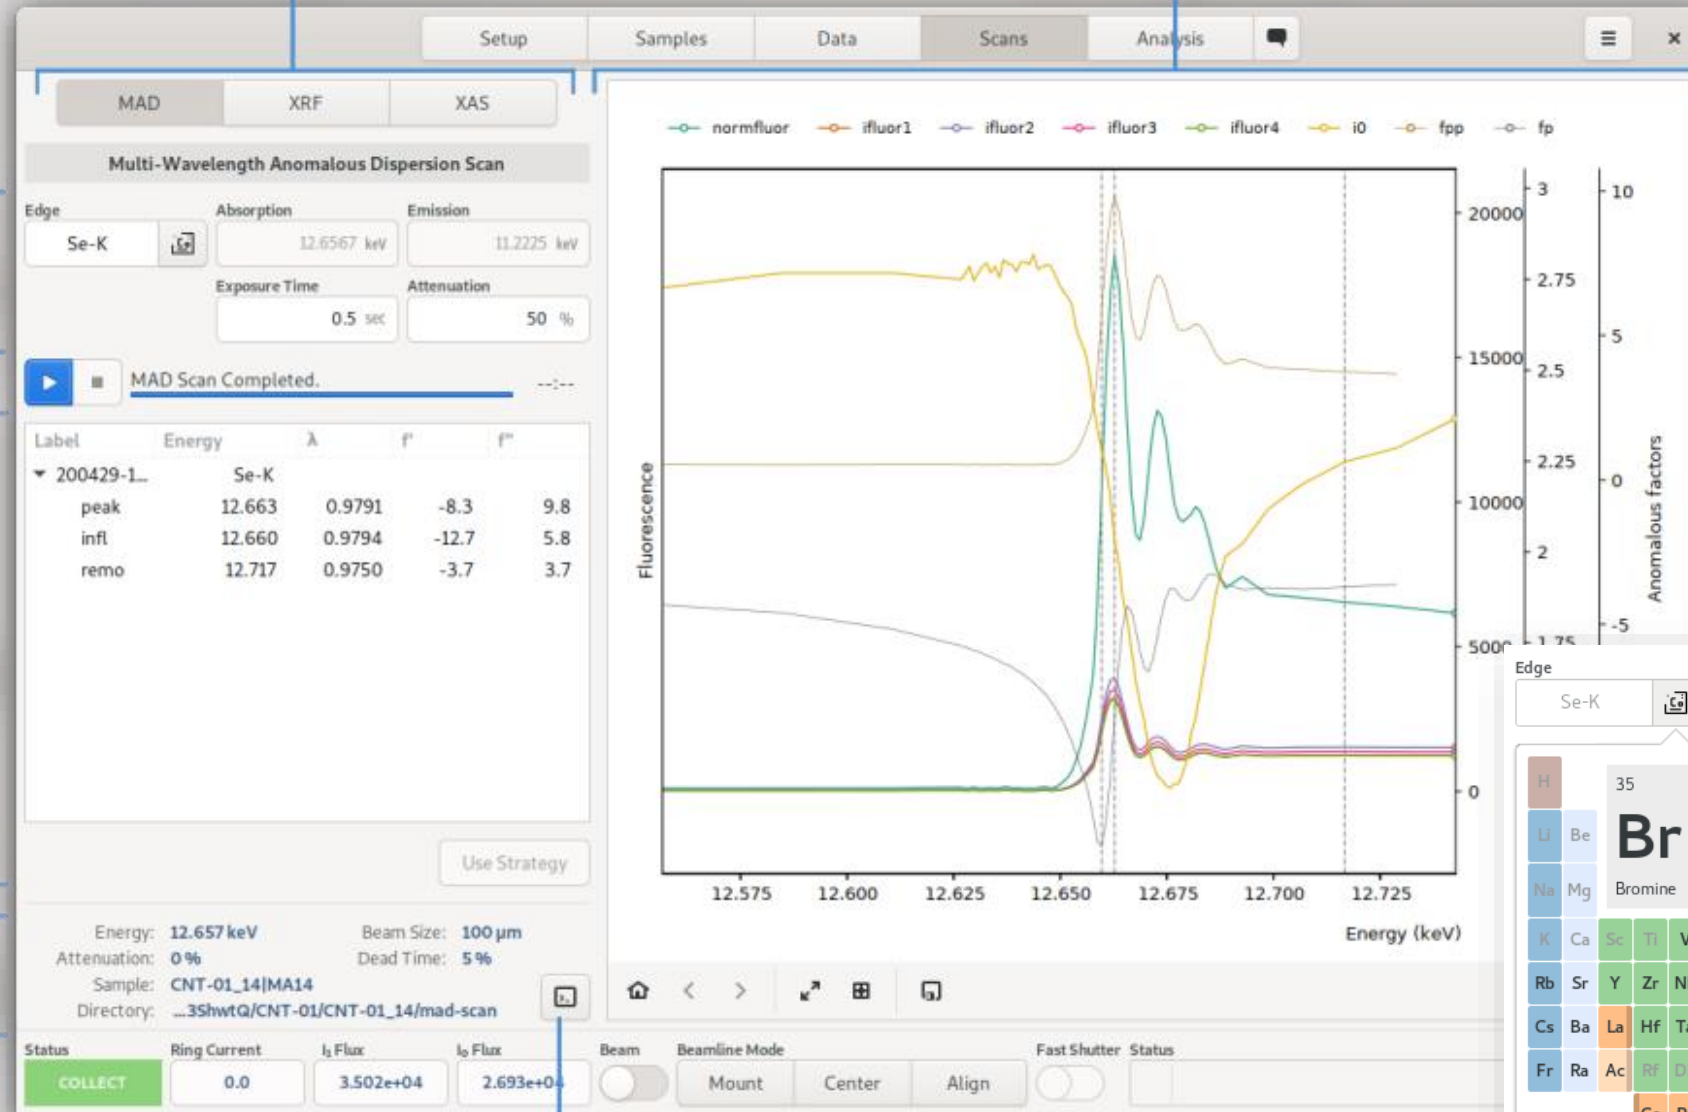 Setup Samples Data Scans Analysis
MAD XRF XAS
Multi-Wavelength Anomalous Dispersion Scan
Edge Absorption Emission
Se-K 12.6567 keV 11.2225 keV
Exposure Time Attenuation
0.5 sec 50 %
MAD Scan Completed. --:--
Label Energy λ f' f"
200429-1... Se-K
peak 12.663 0.9791 -8.3 9.8
infl 12.660 0.9794 -12.7 5.8
remo 12.717 0.9750 -3.7 3.7
Use Strategy
Energy: 12.657 keV Beam Size: 100 µm
Attenuation: 0 % Dead Time: 5 %
Sample: CNT-01_14|MA14
Directory: ...3ShwtQ/CNT-01/CNT-01_14/mad-scan
normfluor ifluor1 ifluor2 ifluor3 ifluor4 i0 fpp fp
Fluorescence
20000
15000
10000
5000
0
3
2.75
2.5
2.25
2
1.75
10
5
0
-5
Anomalous factors
12.575 12.600 12.625 12.650 12.675 12.700 12.725
Energy (keV)
Edge
Se-K
H
35
Li Be Br
Na Mg Bromine
K Ca Sc Ti V
Rb Sr Y Zr
Cs Ba La Hf
Fr Ra Ac Rf
Status Ring Current I₁ Flux I₀ Flux Beam Beamline Mode Fast Shutter Status
COLLECT 0.0 3.502e+04 2.693e+04 Mount Center Align